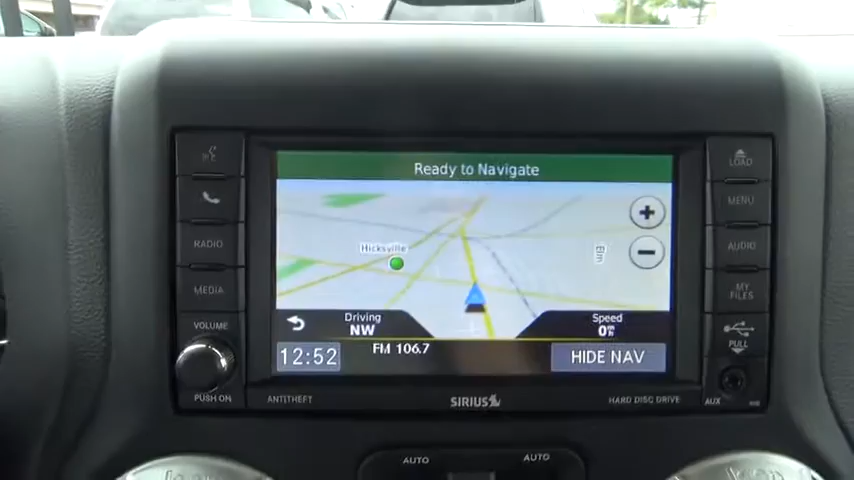 Ready to Navigate
LOAD
MENU
RADIO
AUDIO
Hicksville
Elm
MEDIA
MY
FILES
Driving
NW
Speed
0
VOLUME
PULL
12:52
FM 106.7
HIDE NAV
PUSH ON
ANTITHEFT
SIRIUS
HARD DISC DRIVE
AUX
AUTO
AUTO